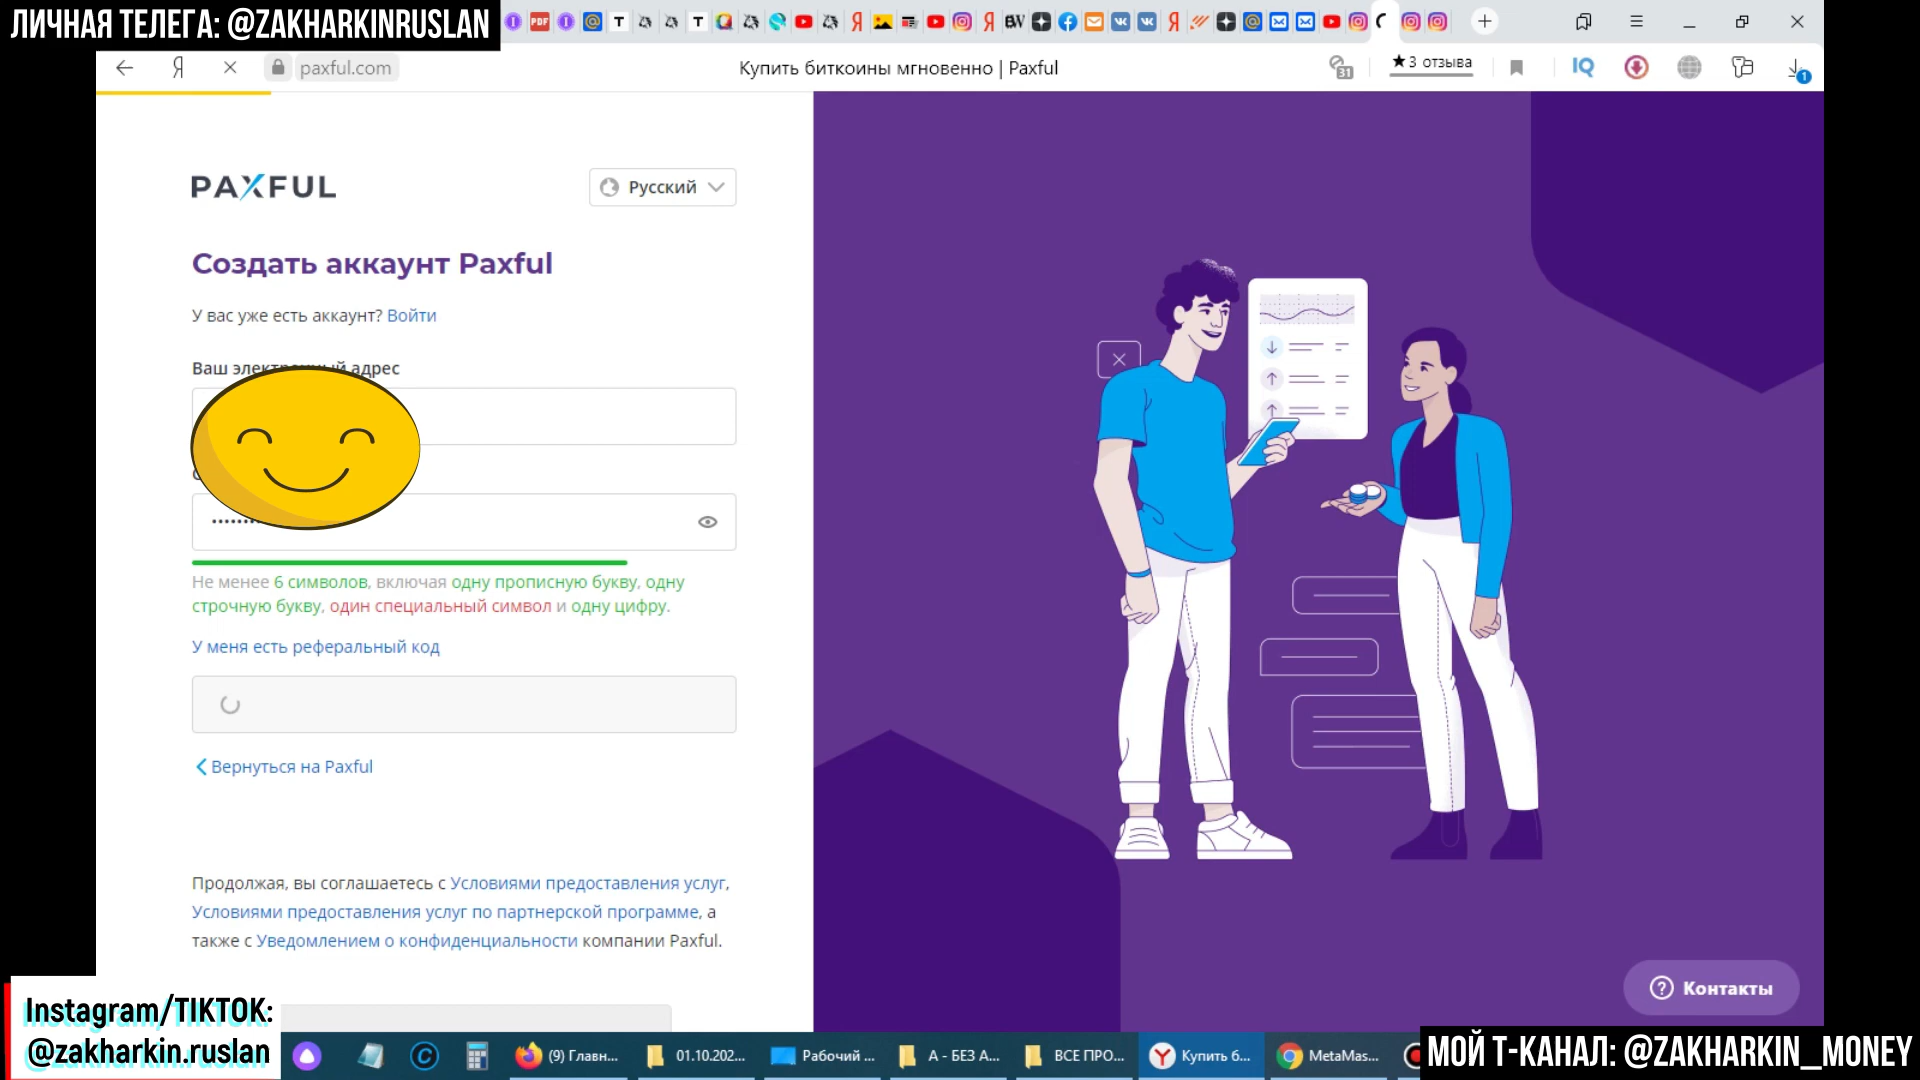 ЛИЧНАЯ ТЕЛЕГА: @ZAKHARKINRUSLAN
paxful.com
Купить биткоины мгновенно | Paxful
31
★3 отзыва
IQ
1
PAXFUL
Русский
Создать аккаунт Paxful
У вас уже есть аккаунт? Войти
адрес
Не менее 6 символов, включая одну прописную букву, одну
строчную букву, один специальный символ и одну цифру.
У меня есть реферальный код
Вернуться на Paxful
Продолжая, вы соглашаетесь с Условиями предоставления услуг,
Условиями предоставления услуг по партнерской программе, а
также с Уведомлением о конфиденциальности компании Paxful.
Контакты
Instagram/TIKTOK:
@zakharkin.ruslan
(9) Главн...
01.10.202...
Рабочий ...
А - БЕЗ А...
ВСЕ ПРО...
Купить б...
MetaMas...
МОЙ Т-КАНАЛ: @ZAKHARKIN_MONEY